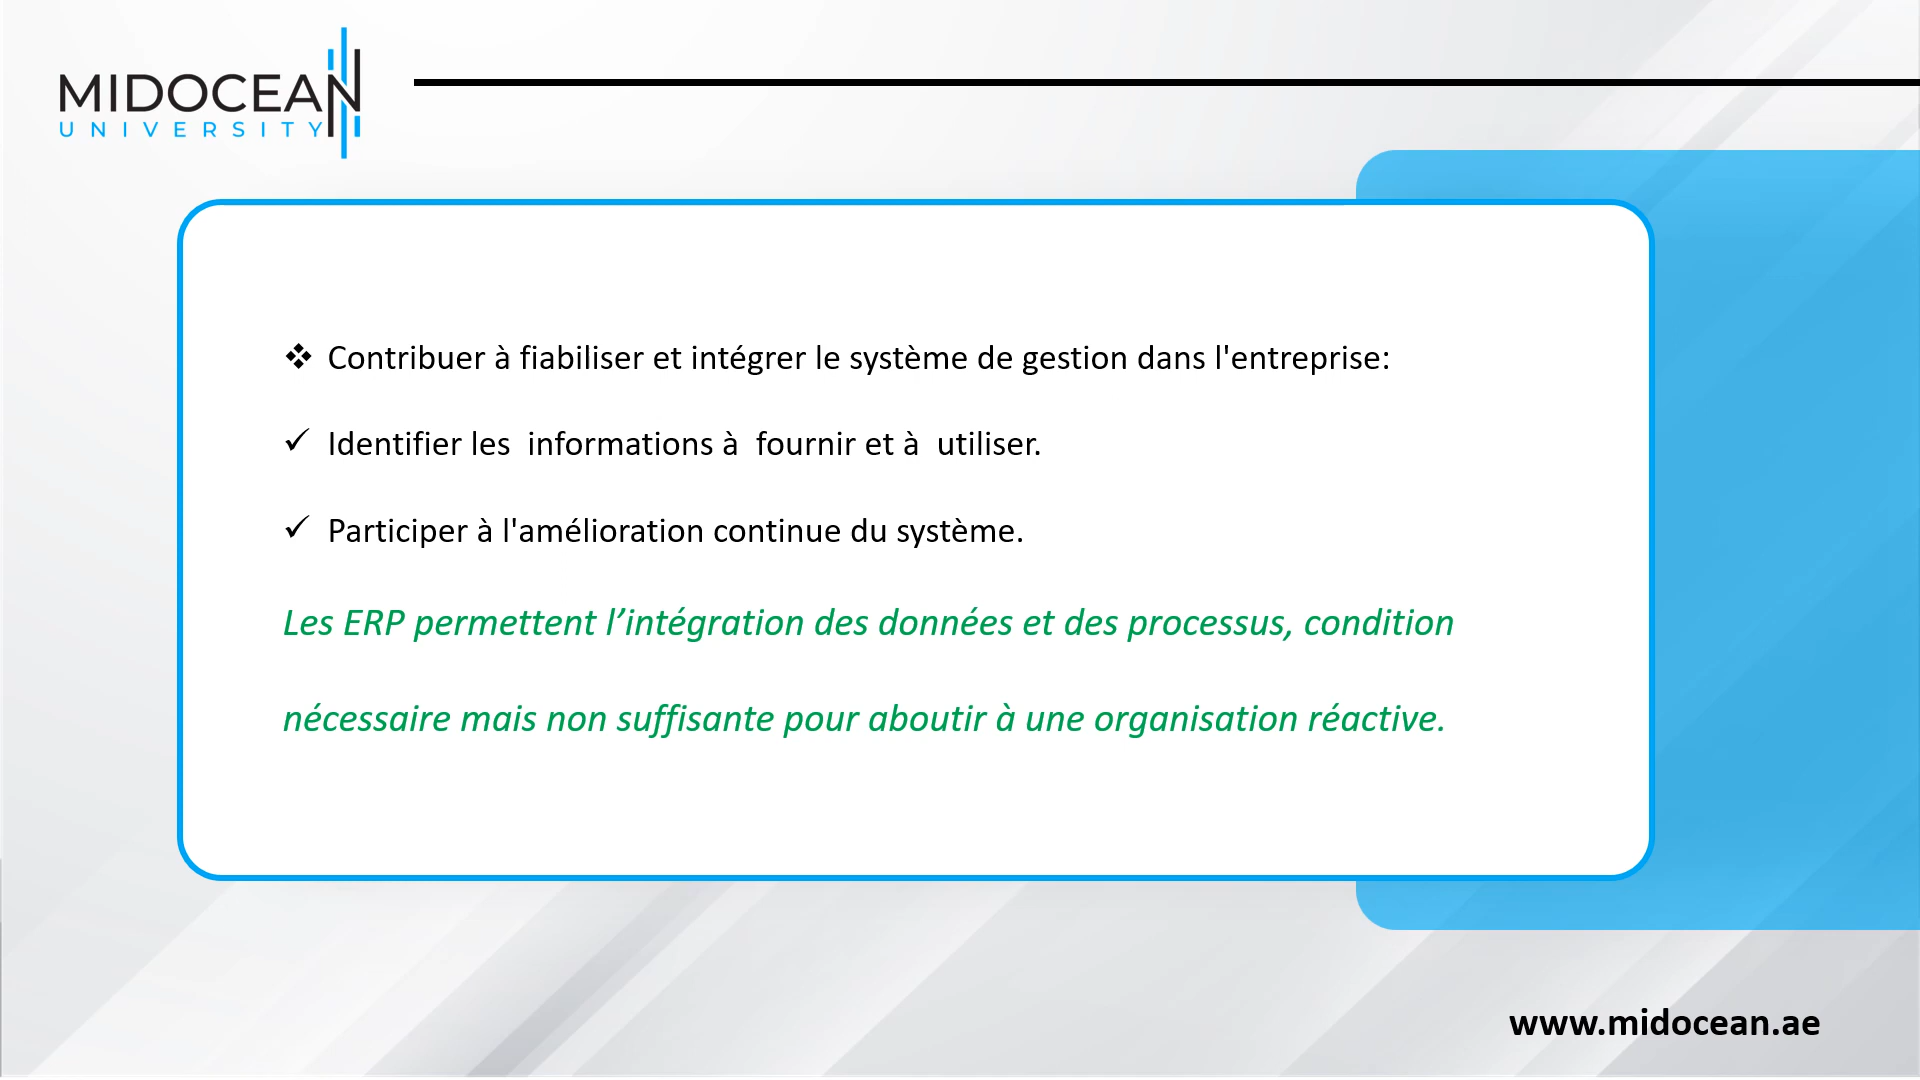 MIDOCEAN
UNIVERSITY
❖ Contribuer à fiabiliser et intégrer le système de gestion dans l'entreprise:
✓ Identifier les  informations à  fournir et à  utiliser.
✓ Participer à l'amélioration continue du système.
Les ERP permettent l’intégration des données et des processus, condition
nécessaire mais non suffisante pour aboutir à une organisation réactive.
www.midocean.ae